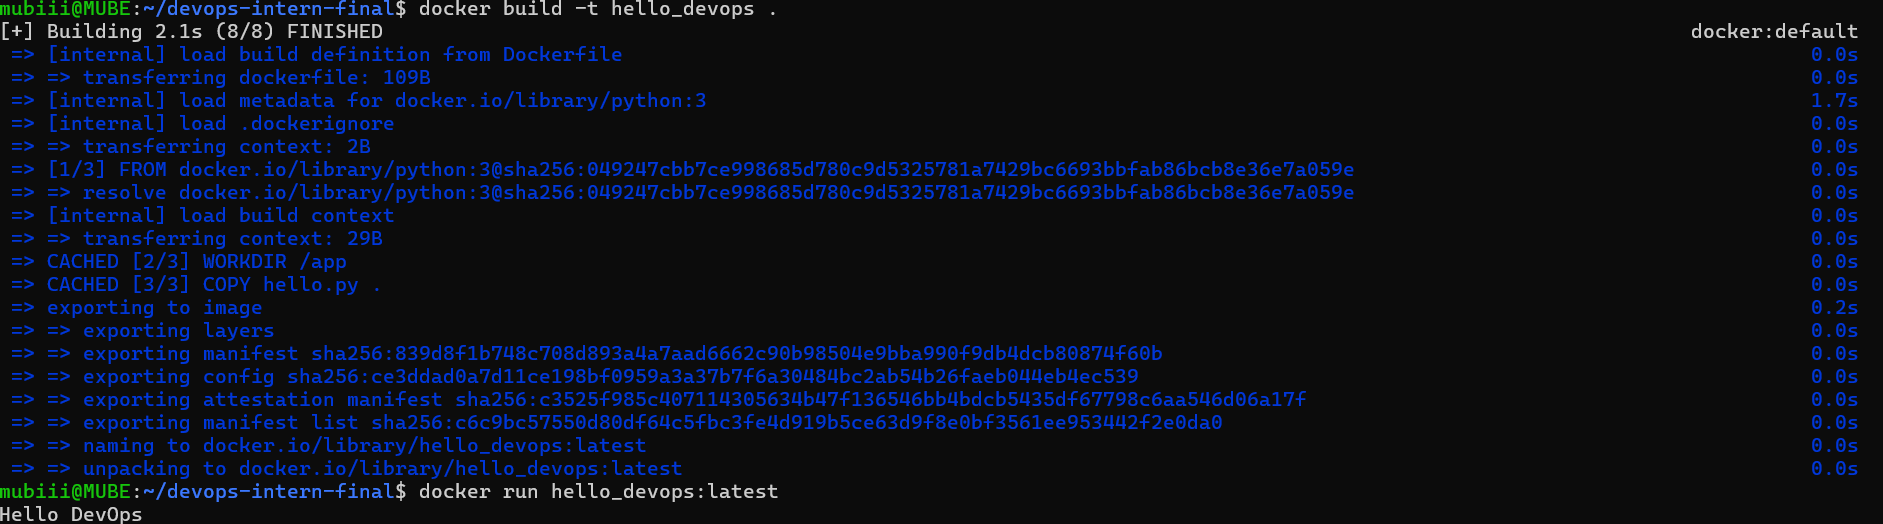 mubiii@MUBE:~/devops-intern-final$ docker build -t hello_devops .
[+] Building 2.1s (8/8) FINISHED docker:default
=> [internal] load build definition from Dockerfile 0.0s
=> => transferring dockerfile: 109B 0.0s
=> [internal] load metadata for docker.io/library/python:3 1.7s
=> [internal] load .dockerignore 0.0s
=> => transferring context: 2B 0.0s
=> [1/3] FROM docker.io/library/python:3@sha256:049247cbb7ce998685d780c9d5325781a7429bc6693bbfab86bcb8e36e7a059e 0.0s
=> => resolve docker.io/library/python:3@sha256:049247cbb7ce998685d780c9d5325781a7429bc6693bbfab86bcb8e36e7a059e 0.0s
=> [internal] load build context 0.0s
=> => transferring context: 29B 0.0s
=> CACHED [2/3] WORKDIR /app 0.0s
=> CACHED [3/3] COPY hello.py . 0.0s
=> exporting to image 0.2s
=> => exporting layers 0.0s
=> => exporting manifest sha256:839d8f1b748c708d893a4a7aad6662c90b98504e9bba990f9db4dcb80874f60b 0.0s
=> => exporting config sha256:ce3ddad0a7d11ce198bf0959a3a37b7f6a30484bc2ab54b26faeb044eb4ec539 0.0s
=> => exporting attestation manifest sha256:c3525f985c407114305634b47f136546bb4bdcb5435df67798c6aa546d06a17f 0.0s
=> => exporting manifest list sha256:c6c9bc57550d80df64c5fbc3fe4d919b5ce63d9f8e0bf3561ee953442f2e0da0 0.0s
=> => naming to docker.io/library/hello_devops:latest 0.0s
=> => unpacking to docker.io/library/hello_devops:latest 0.0s
mubiii@MUBE:~/devops-intern-final$ docker run hello_devops:latest
Hello DevOps